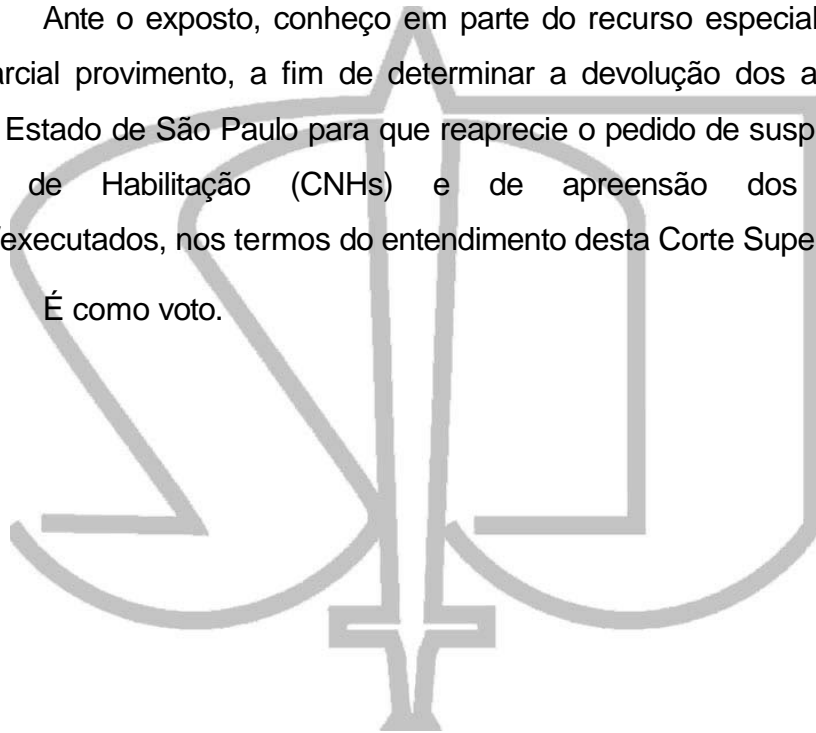 Ante o exposto, conheço em parte do recurso especial
arcial provimento, a fim de determinar a devolução dos a
Estado de São Paulo para que reaprecie o pedido de susp
de Habilitação (CNHs) e de apreensão dos
executados, nos termos do entendimento desta Corte Supe
É como voto.